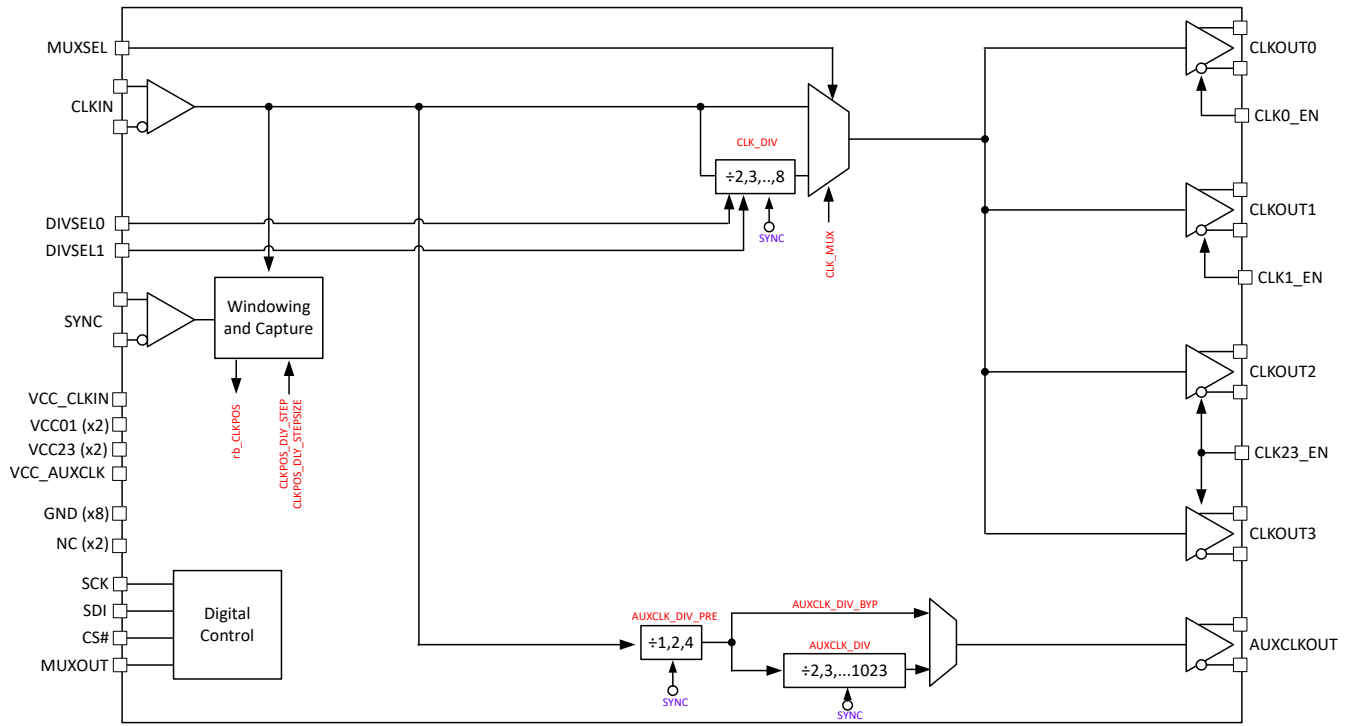 MUXSEL
CLKIN
DIVSEL0
DIVSEL1
SYNC
VCC_CLKIN
VCC01 (x2)
VCC23 (x2)
VCC_AUXCLK
GND (x8)
NC (x2)
SCK
SDI
CS#
MUXOUT
Windowing
and Capture
rb_CLKPOS
CLKPOS_DLY_STEP
CLKPOS_DLY_STEPSIZE
Digital
Control
CLK_DIV
÷2,3,..,8
SYNC
CLK_MUX
AUXCLK_DIV_PRE
÷1,2,4
SYNC
AUXCLK_DIV_BYP
AUXCLK_DIV
÷2,3,...1023
SYNC
CLKOUT0
CLK0_EN
CLKOUT1
CLK1_EN
CLKOUT2
CLK23_EN
CLKOUT3
AUXCLKOUT